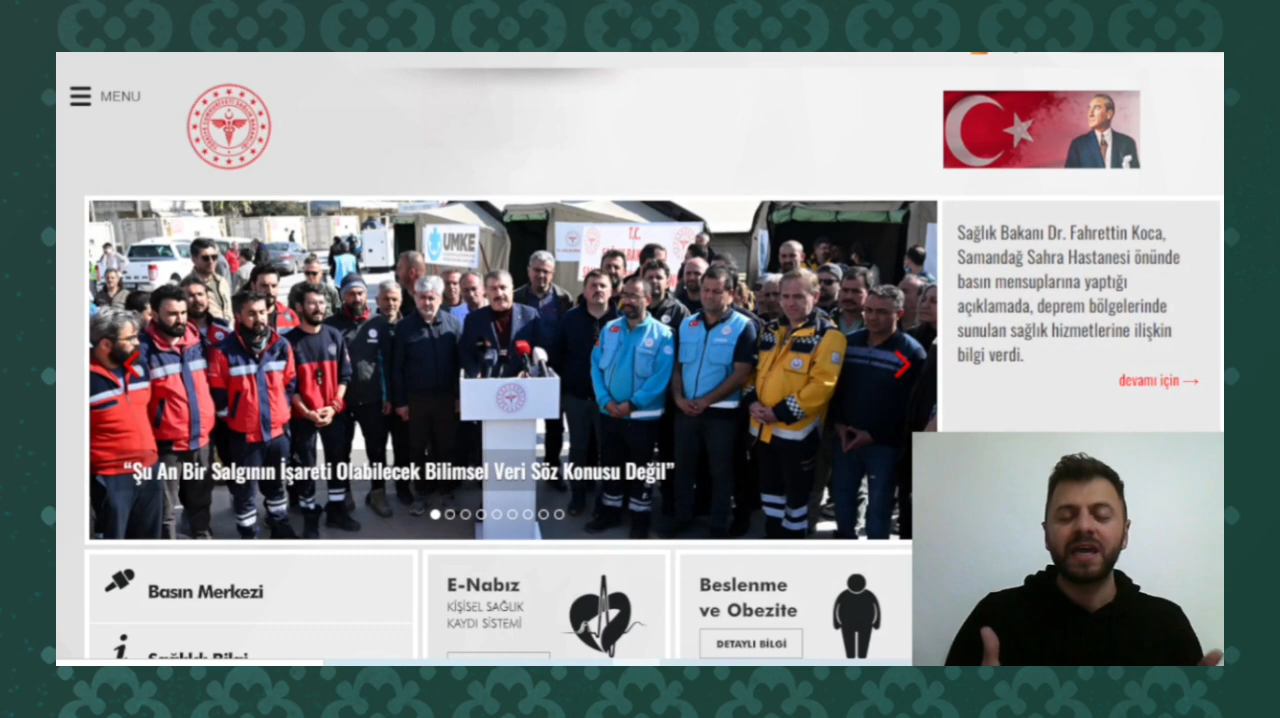 MENU
UMKE
T.C.
Sağlık Bakanı Dr. Fahrettin Koca,
Samandağ Sahra Hastanesi önünde
basın mensuplarına yaptığı
açıklamada, deprem bölgelerinde
sunulan sağlık hizmetlerine ilişkin
bilgi verdi.
devamı için →
“Şu An Bir Salgının İşareti Olabilecek Bilimsel Veri Söz Konusu Değil”
Basın Merkezi
E-Nabız
KİŞİSEL SAĞLIK
KAYDI SİSTEMİ
Beslenme
ve Obezite
DETAYLI BİLGİ